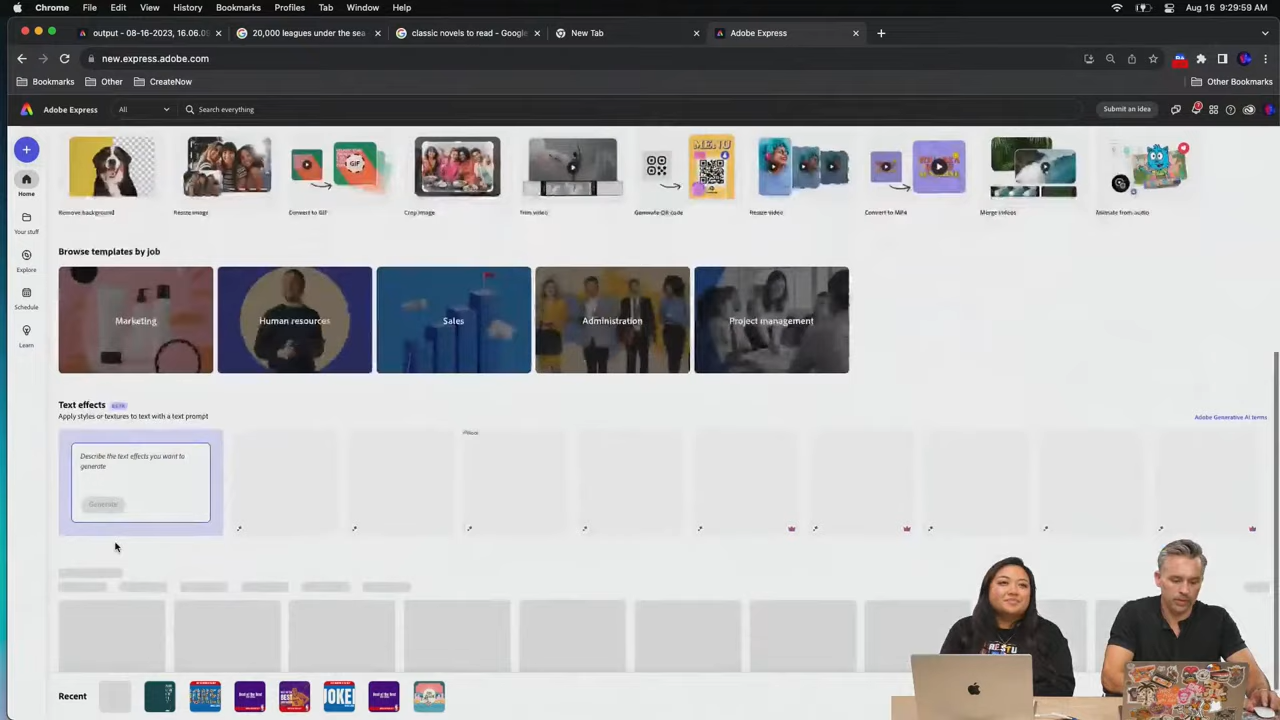 Chrome File Edit View History Bookmarks Profiles Tab Window Help Aug 16 9:29:59 AM
output - 08-16-2023, 16.06.0 20,000 leagues under the sea classic novels to read - Google New Tab Adobe Express
new.express.adobe.com
Bookmarks Other CreateNow Other Bookmarks
Adobe Express All Search everything Submit an idea
MENU
GIF
Home
Remove background Resize image Convert to GIF Crop image Trim video Generate QR code Resize video Convert to MP4 Merge videos Animate from audio
Your stuff
Browse templates by job
Explore
Schedule
Marketing Human resources Sales Administration Project management
Learn
Text effects BETA
Apply styles or textures to text with a text prompt Adobe Generative AI terms
Describe the text effects you want to
generate
Generate
Recent
JOKE